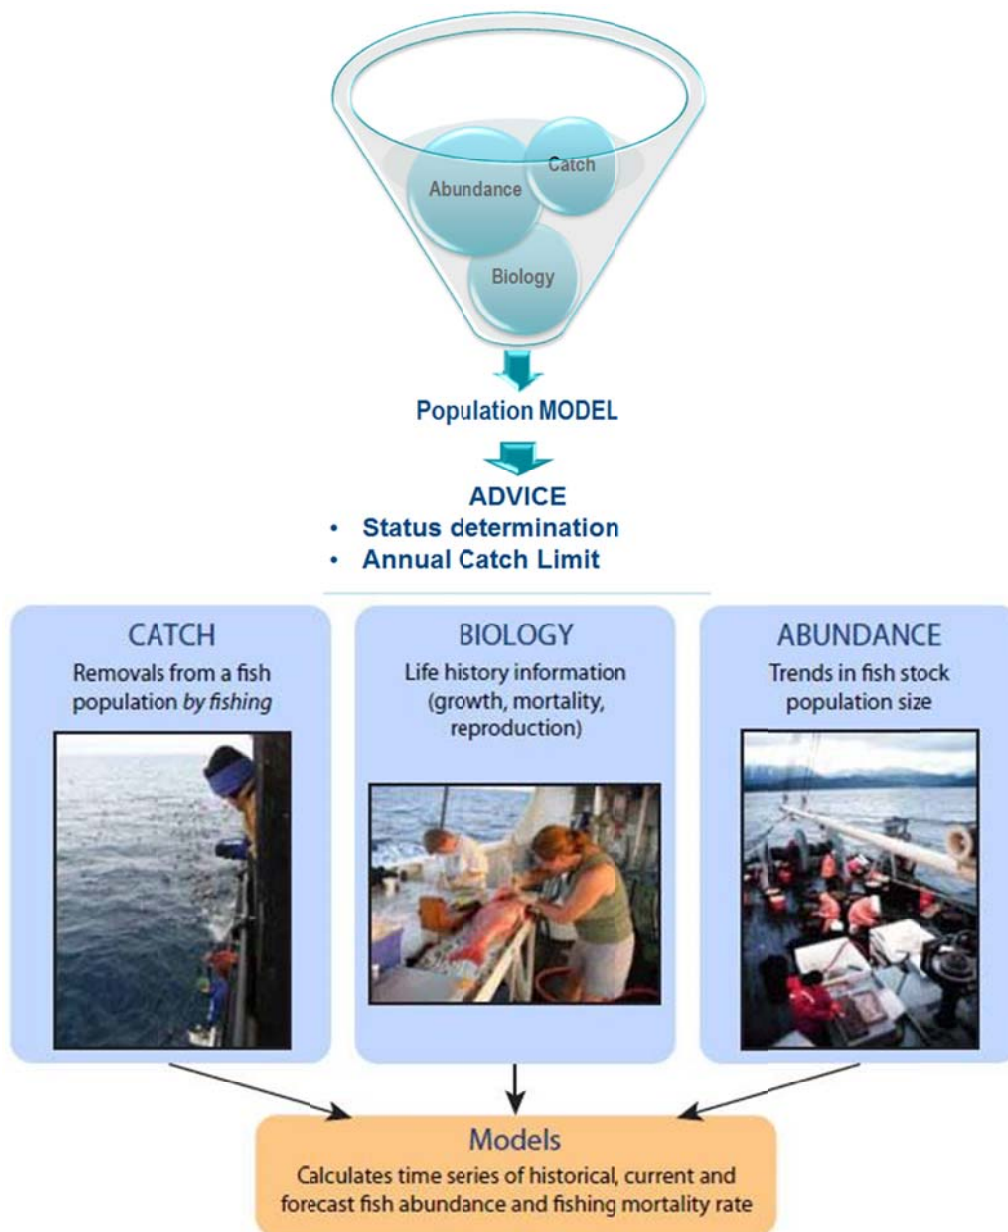 Catch
Abundance
Biology
Population MODEL
ADVICE
• Status determination
• Annual Catch Limit
CATCH
Removals from a fish
population by fishing
BIOLOGY
Life history information
(growth, mortality,
reproduction)
ABUNDANCE
Trends in fish stock
population size
Models
Calculates time series of historical, current and
forecast fish abundance and fishing mortality rate